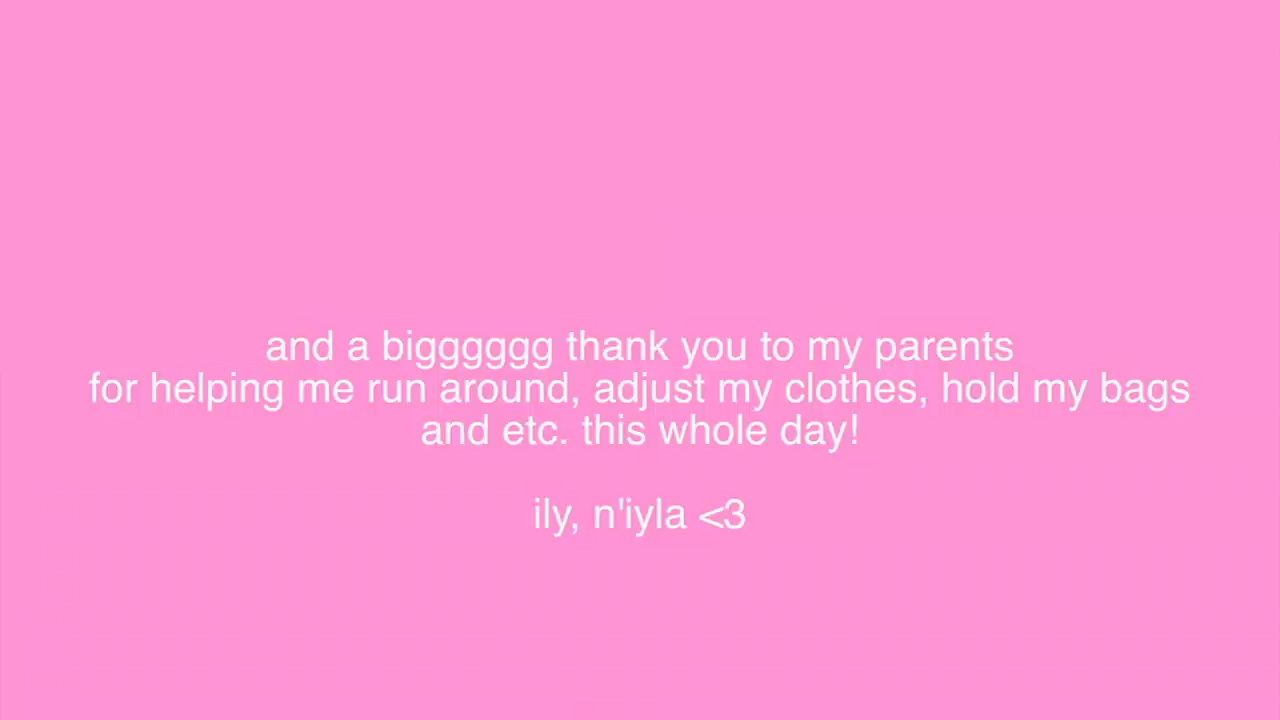 and a bigggggg thank you to my parents
for helping me run around, adjust my clothes, hold my bags
and etc. this whole day!
ily, n'iyla <3